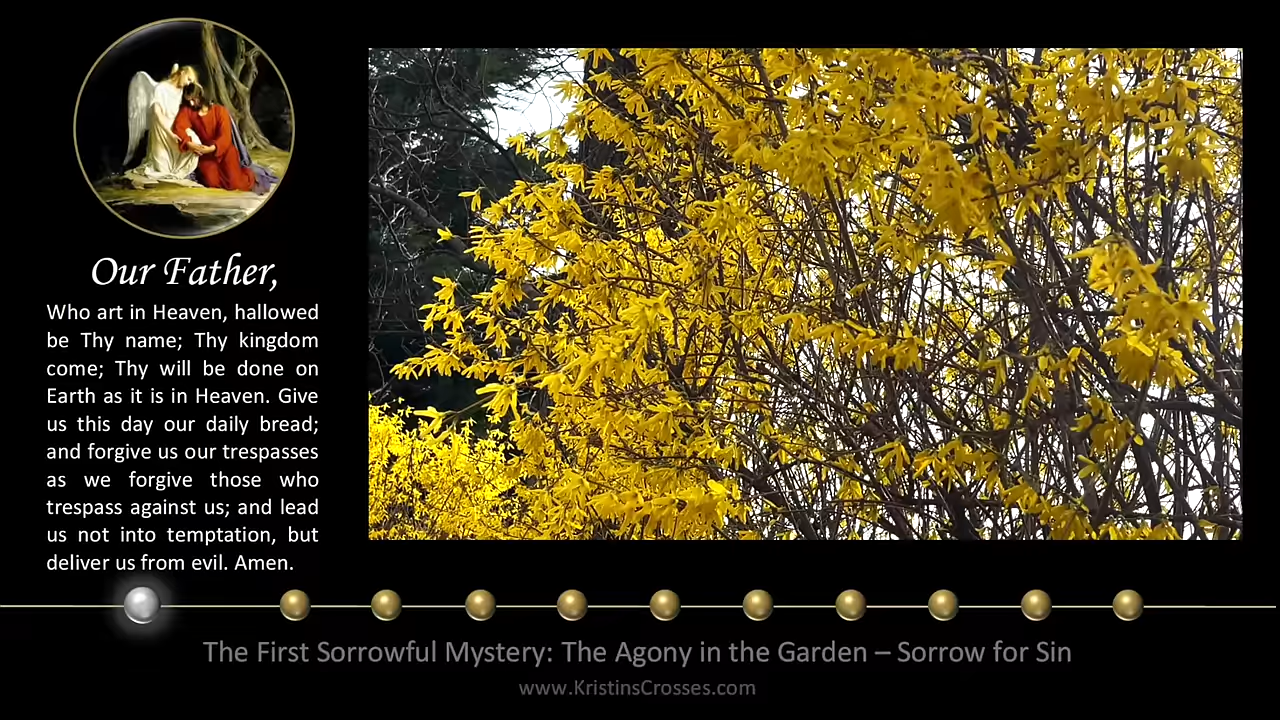 Our Father,
Who art in Heaven, hallowed
be Thy name; Thy kingdom
come; Thy will be done on
Earth as it is in Heaven. Give
us this day our daily bread;
and forgive us our trespasses
as we forgive those who
trespass against us; and lead
us not into temptation, but
deliver us from evil. Amen.
The First Sorrowful Mystery: The Agony in the Garden – Sorrow for Sin
www.KristinsCrosses.com